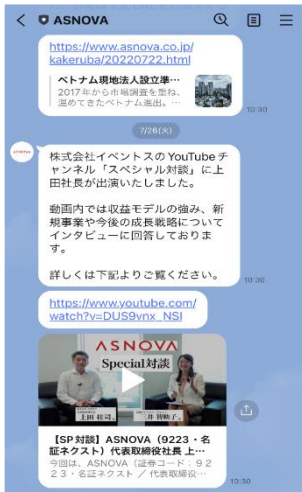 ASNOVA
https://www.asnova.co.jp/
kakeruba/20220722.html
ベトナム現地法人設立準…
2017年から市場調査を重ね、
温めてきたベトナム進出。…
10:30
7/26(火)
株式会社イベントスのYouTubeチ
ャンネル「スペシャル対談」に上
田社長が出演いたしました。
動画内では収益モデルの強み、新
規事業や今後の成長戦略について
インタビューに回答しておりま
す。
詳しくは下記よりご覧ください。
10:30
https://www.youtube.com/
watch?v=DUS9vnx_NSI
ASNOVA
Special対談
上田 桂司
三井 智映子
【SP対談】ASNOVA（9223・名
証ネクスト）代表取締役社長 上…
今回は、ASNOVA（証券コード：92
23・名証ネクスト／代表取締役…
10:30